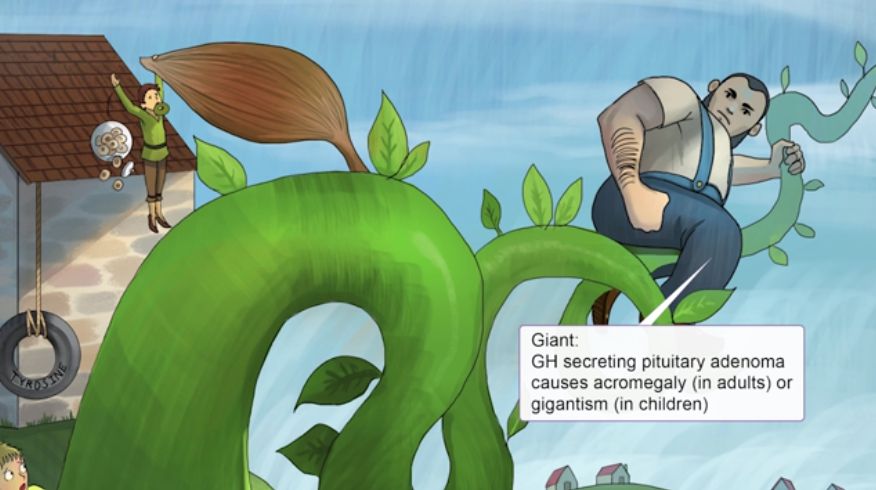 TYROSINE
Giant:
GH secreting pituitary adenoma
causes acromegaly (in adults) or
gigantism (in children)